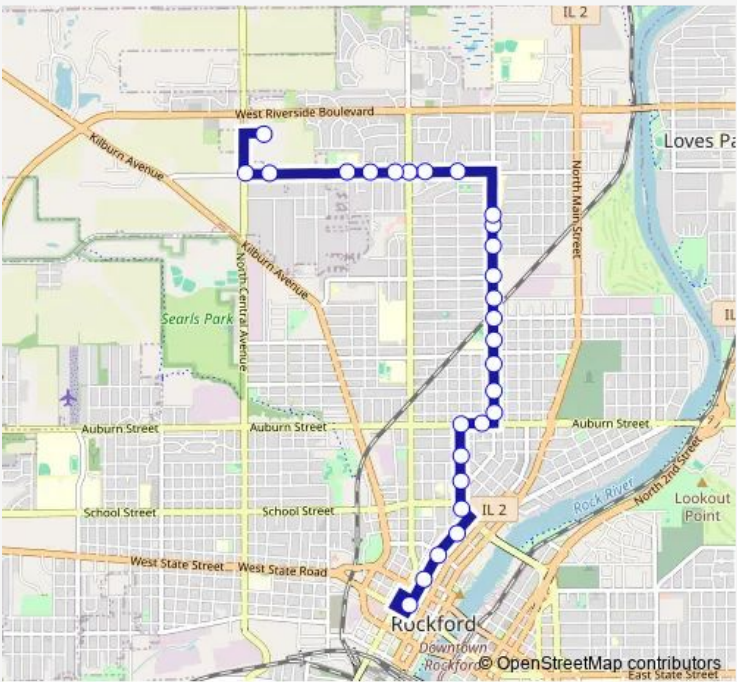 IL 2
West Riverside Boulevard
Loves Pa
Kilburn Avenue
North Main Street
Kilburn Avenue
North Central Avenue
Searls Park
IL
Auburn Street
Auburn Street
Auburn Street
North 2nd Street
Rock River
Lookout
Point
School Street
School Street
IL 2
West State Street
West State Road
Rockford
Downtown
Rockford
© OpenStreetMap contributors
East State Street